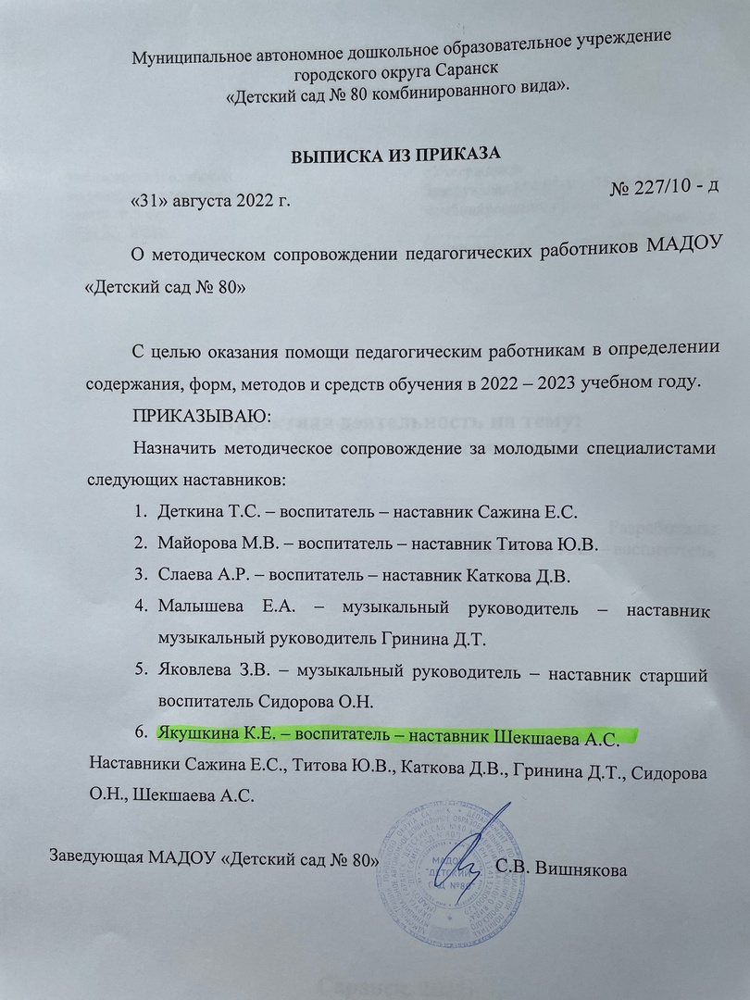 Муниципальное автономное дошкольное образовательное учреждение
городского округа Саранск
«Детский сад № 80 комбинированного вида».
ВЫПИСКА ИЗ ПРИКАЗА
«31» августа 2022 г.
№ 227/10 - д
О методическом сопровождении педагогических работников МАДОУ
«Детский сад № 80»
С целью оказания помощи педагогическим работникам в определении
содержания, форм, методов и средств обучения в 2022 – 2023 учебном году.
ПРИКАЗЫВАЮ:
Назначить методическое сопровождение за молодыми специалистами
следующих наставников:
1. Деткина Т.С. – воспитатель – наставник Сажина Е.С.
2. Майорова М.В. – воспитатель – наставник Титова Ю.В.
3. Слаева А.Р. – воспитатель – наставник Каткова Д.В.
4. Малышева Е.А. – музыкальный руководитель – наставник
музыкальный руководитель Гринина Д.Т.
5. Яковлева З.В. – музыкальный руководитель – наставник старший
воспитатель Сидорова О.Н.
6. Якушкина К.Е. – воспитатель – наставник Шекшаева А.С.
Наставники Сажина Е.С., Титова Ю.В., Каткова Д.В., Гринина Д.Т., Сидорова
О.Н., Шекшаева А.С.
Заведующая МАДОУ «Детский сад № 80»
С.В. Вишнякова
МАДОУ
"ДЕТСКИЙ
САД №80"